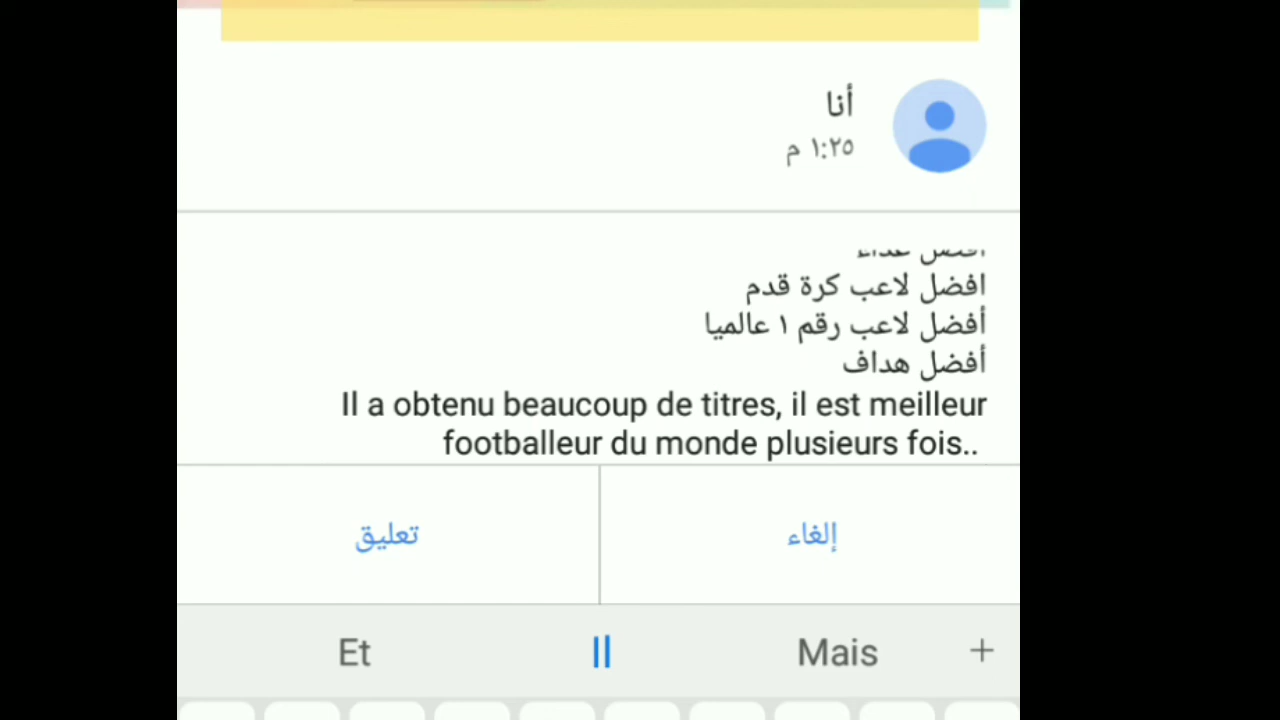 أنا
١:٢٥ م
افضل لاعب كرة قدم
أفضل لاعب رقم ١ عالميا
أفضل هداف
Il a obtenu beaucoup de titres, il est meilleur
footballeur du monde plusieurs fois..
إلغاء
تعليق
Et
Il
Mais
+